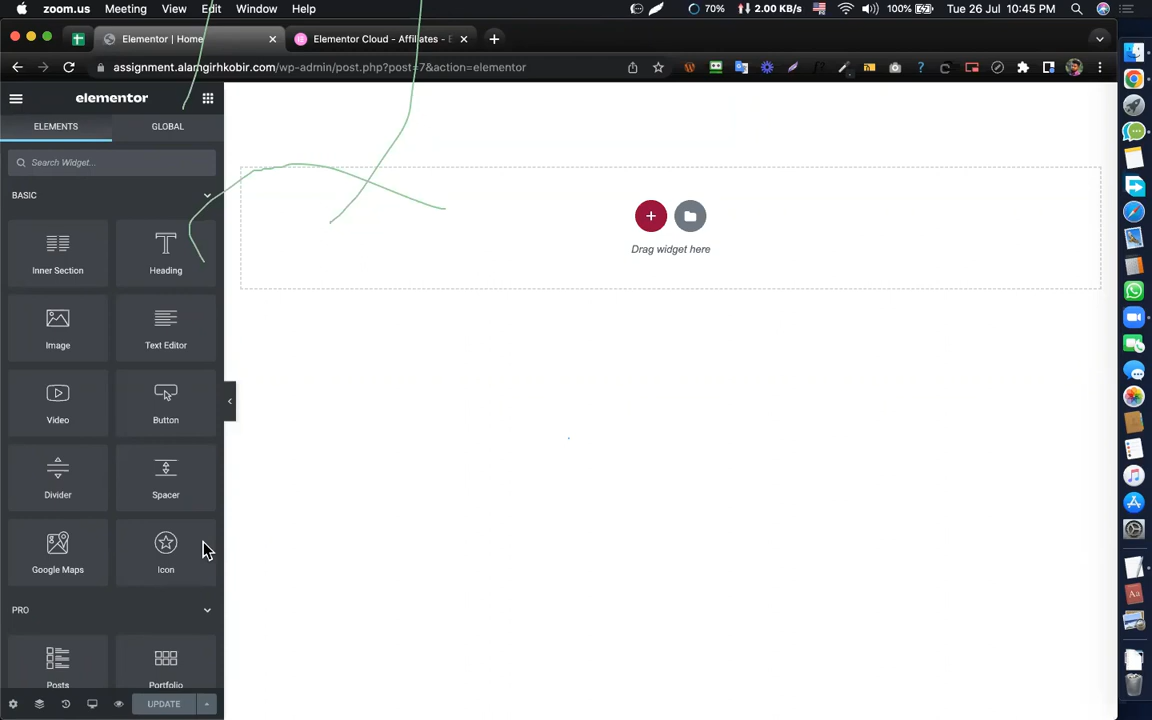 zoom.us Meeting View Edit Window Help 70% 2.00 KB/s 100% Tue 26 Jul 10:45 PM
Elementor | Home Elementor Cloud - Affiliates - E
assignment.alamgirhkobir.com/wp-admin/post.php?post=7&action=elementor
elementor
ELEMENTS GLOBAL
Search Widget...
BASIC
Inner Section Heading
Drag widget here
Image Text Editor
Video Button
Divider Spacer
Google Maps Icon
PRO
Posts Portfolio
UPDATE